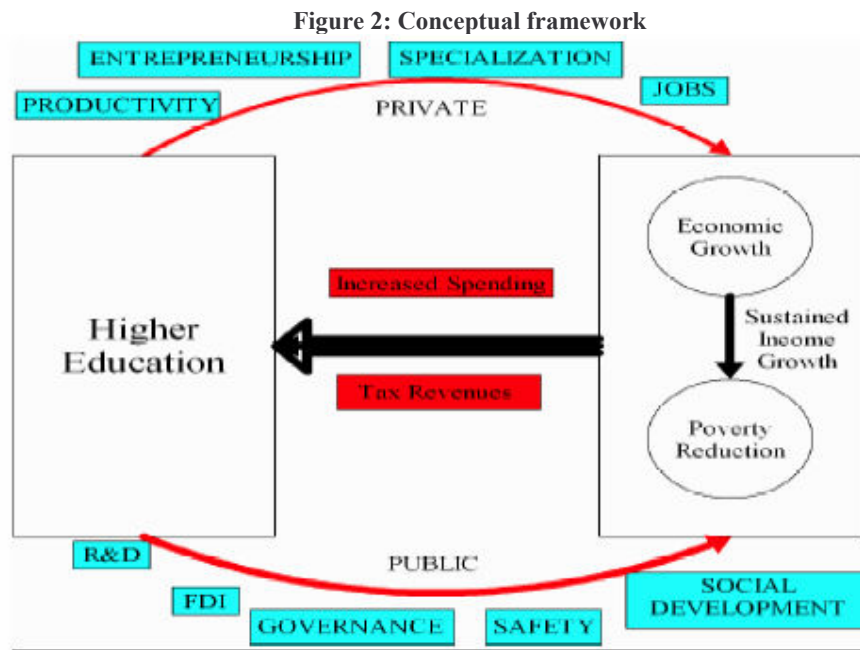 Figure 2: Conceptual framework
ENTREPRENEURSHIP
SPECIALIZATION
PRODUCTIVITY
JOBS
PRIVATE
Economic
Growth
Increased Spending
Higher
Education
Sustained
Income
Growth
Tax Revenues
Poverty
Reduction
R&D
PUBLIC
FDI
SOCIAL
DEVELOPMENT
GOVERNANCE
SAFETY